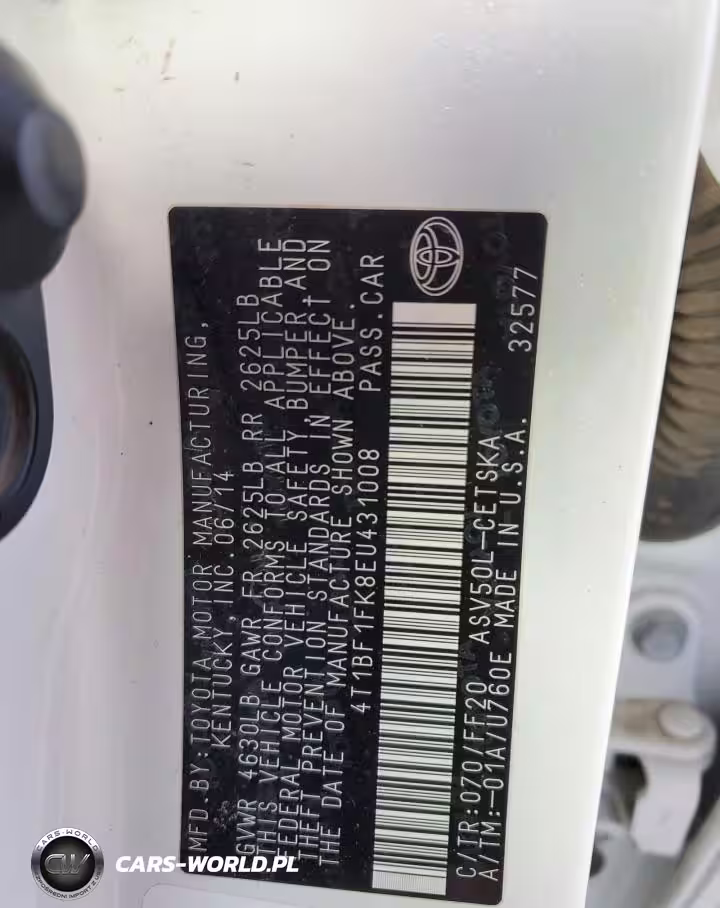 MFD.BY:TOYOTA MOTOR MANUFACTURING,
KENTUCKY, INC. 06/14
GVWR 4630LB GAWR FR 2625LB RR 2625LB
THIS VEHICLE CONFORMS TO ALL APPLICABLE
FEDERAL MOTOR VEHICLE SAFETY, BUMPER, AND
THEFT PREVENTION STANDARDS IN EFFECT ON
THE DATE OF MANUFACTURE SHOWN ABOVE.
4T1BF1FK8EU431008 PASS.CAR
C/TR:070/FF20 ASV50L-CETSKA
A/TM:-01A/U760E MADE IN U.S.A.
32577
CARS-WORLD
CW
CARS-WORLD.PL